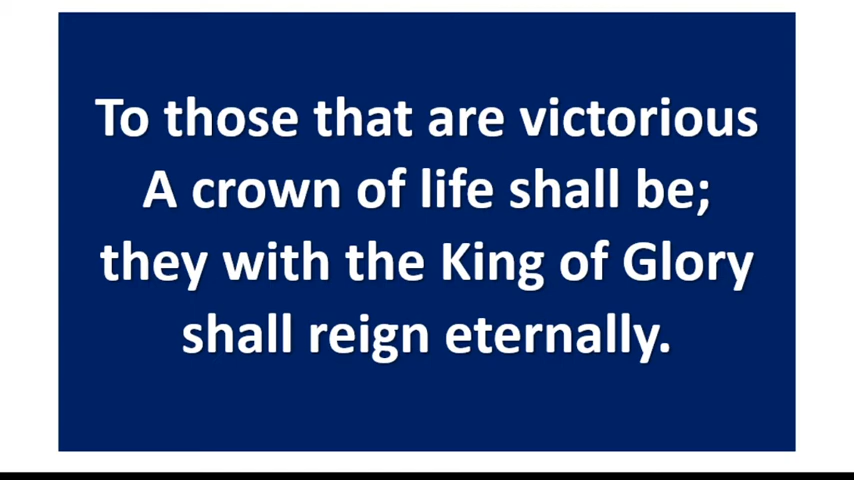 To those that are victorious
A crown of life shall be;
they with the King of Glory
shall reign eternally.